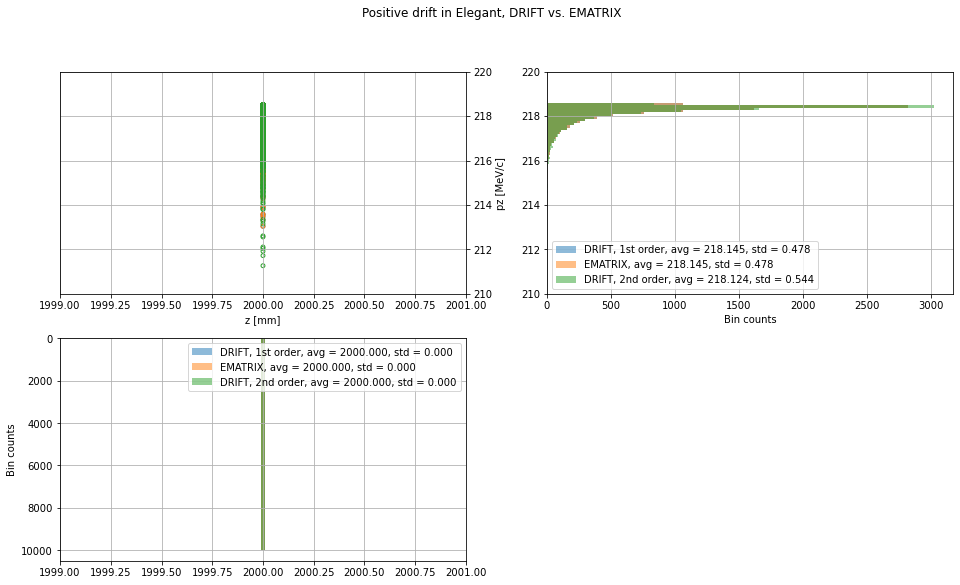 Positive drift in Elegant, DRIFT vs. EMATRIX
220
218
216
214
212
210
pz [MeV/c]
1999.00 1999.25 1999.50 1999.75 2000.00 2000.25 2000.50 2000.75 2001.00
z [mm]
220
218
216
214
212
210
DRIFT, 1st order, avg = 218.145, std = 0.478
EMATRIX, avg = 218.145, std = 0.478
DRIFT, 2nd order, avg = 218.124, std = 0.544
0 500 1000 1500 2000 2500 3000
Bin counts
0
2000
4000
6000
8000
10000
Bin counts
DRIFT, 1st order, avg = 2000.000, std = 0.000
EMATRIX, avg = 2000.000, std = 0.000
DRIFT, 2nd order, avg = 2000.000, std = 0.000
1999.00 1999.25 1999.50 1999.75 2000.00 2000.25 2000.50 2000.75 2001.00